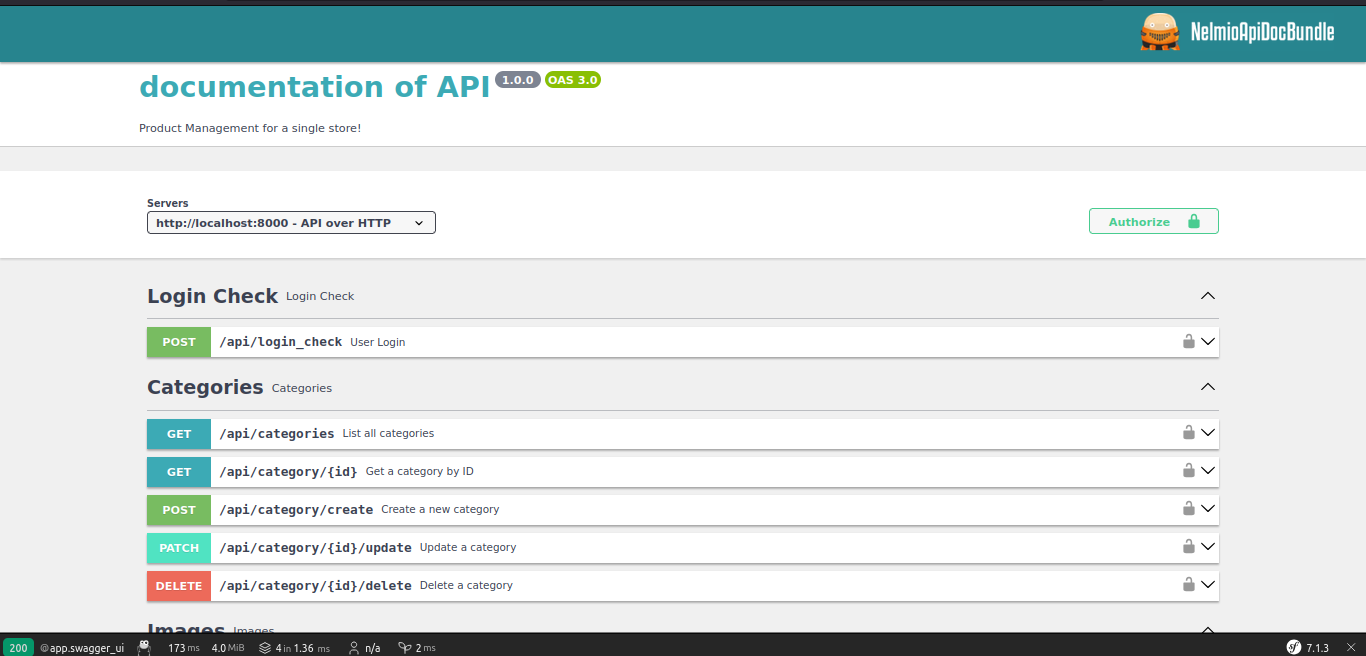 NelmioApiDocBundle
documentation of API 1.0.0 OAS 3.0
Product Management for a single store!
Servers
http://localhost:8000 - API over HTTP
Authorize
Login Check Login Check
POST /api/login_check User Login
Categories Categories
GET /api/categories List all categories
GET /api/category/{id} Get a category by ID
POST /api/category/create Create a new category
PATCH /api/category/{id}/update Update a category
DELETE /api/category/{id}/delete Delete a category
Images Images
200 @app.swagger_ui 173 ms 4.0 MiB 4 in 1.36 ms n/a 2 ms sf 7.1.3